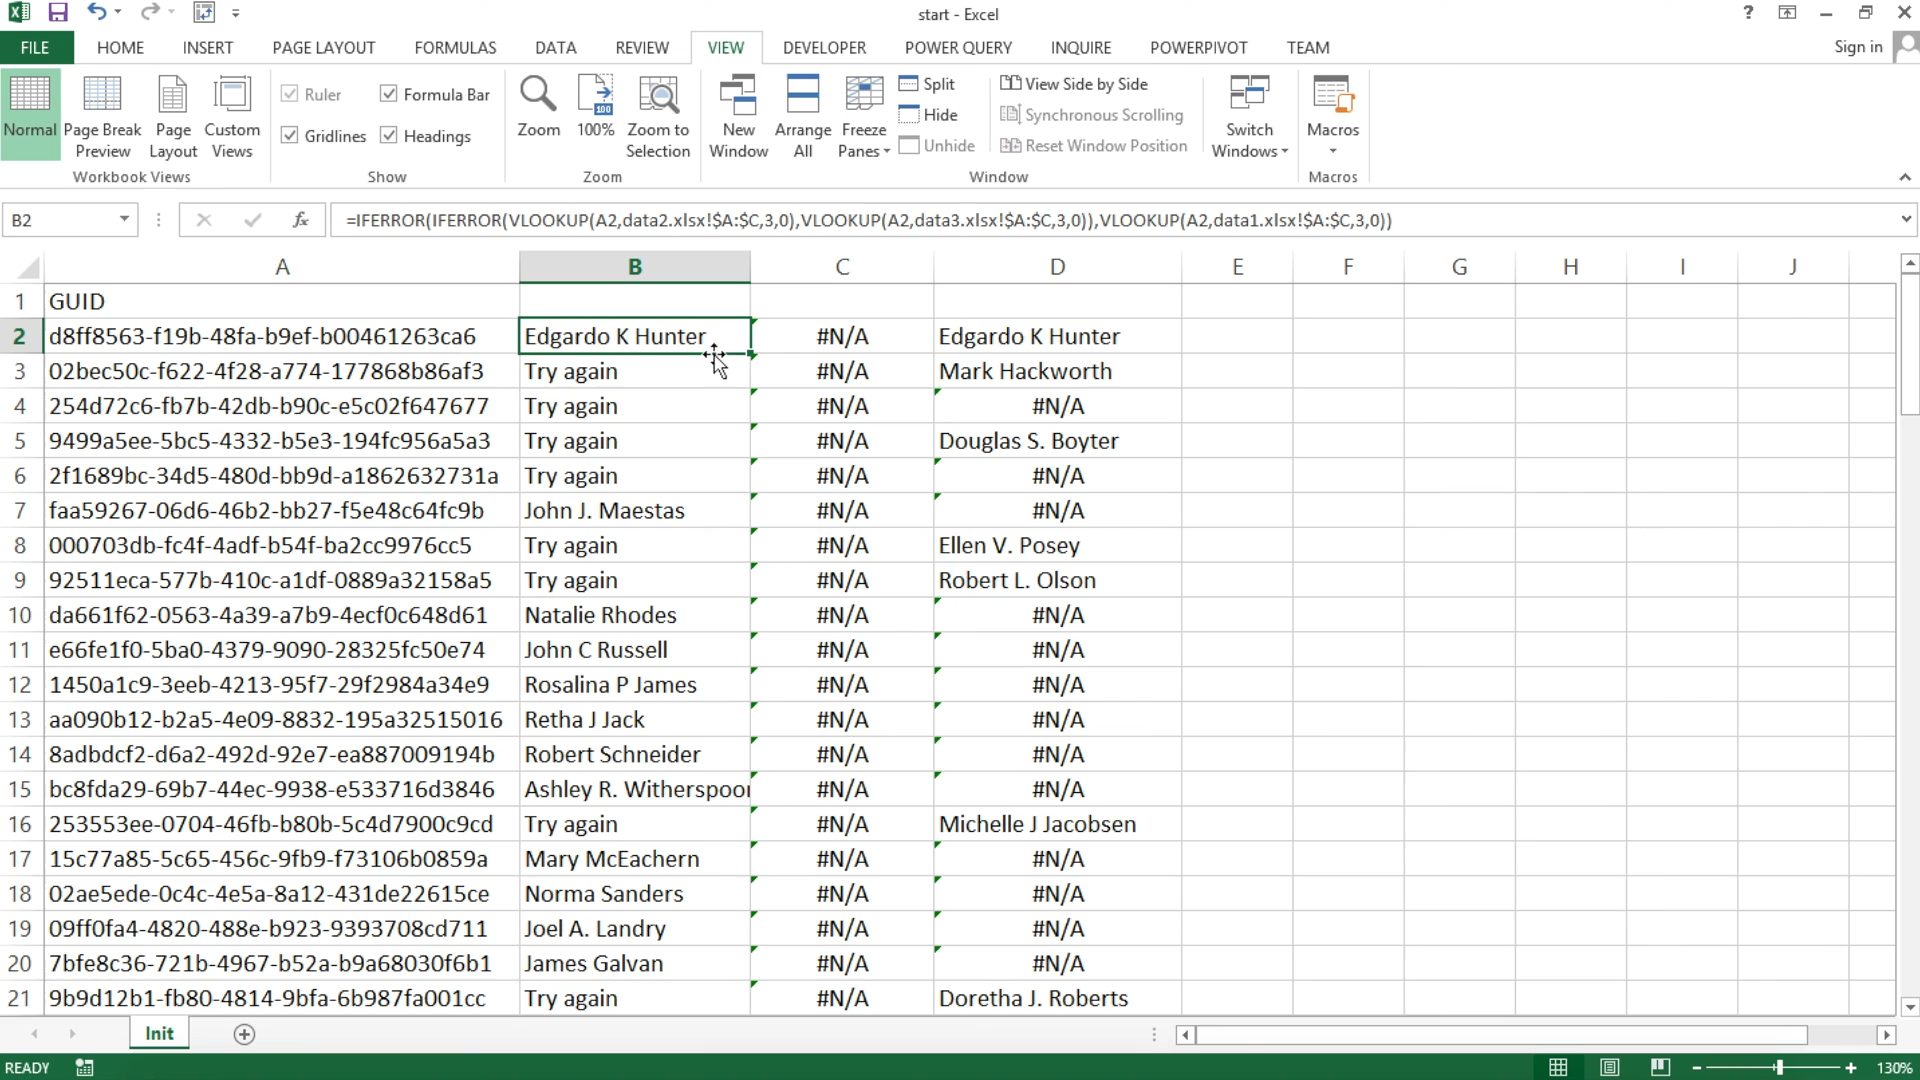 start - Excel
?
FILE HOME INSERT PAGE LAYOUT FORMULAS DATA REVIEW VIEW DEVELOPER POWER QUERY INQUIRE POWERPIVOT TEAM Sign in
Normal
Page Break Preview
Page Layout
Custom Views
Workbook Views
Ruler
Formula Bar
Gridlines
Headings
Show
Zoom
100
100%
Zoom to Selection
Zoom
New Window
Arrange All
Freeze Panes
Split
Hide
Unhide
View Side by Side
Synchronous Scrolling
Reset Window Position
Window
Switch Windows
Macros
Macros
B2 fx =IFERROR(IFERROR(VLOOKUP(A2,data2.xlsx!$A:$C,3,0),VLOOKUP(A2,data3.xlsx!$A:$C,3,0)),VLOOKUP(A2,data1.xlsx!$A:$C,3,0))
A B C D E F G H I J
1 GUID
2 d8ff8563-f19b-48fa-b9ef-b00461263ca6 Edgardo K Hunter #N/A Edgardo K Hunter
3 02bec50c-f622-4f28-a774-177868b86af3 Try again #N/A Mark Hackworth
4 254d72c6-fb7b-42db-b90c-e5c02f647677 Try again #N/A #N/A
5 9499a5ee-5bc5-4332-b5e3-194fc956a5a3 Try again #N/A Douglas S. Boyter
6 2f1689bc-34d5-480d-bb9d-a1862632731a Try again #N/A #N/A
7 faa59267-06d6-46b2-bb27-f5e48c64fc9b John J. Maestas #N/A #N/A
8 000703db-fc4f-4adf-b54f-ba2cc9976cc5 Try again #N/A Ellen V. Posey
9 92511eca-577b-410c-a1df-0889a32158a5 Try again #N/A Robert L. Olson
10 da661f62-0563-4a39-a7b9-4ecf0c648d61 Natalie Rhodes #N/A #N/A
11 e66fe1f0-5ba0-4379-9090-28325fc50e74 John C Russell #N/A #N/A
12 1450a1c9-3eeb-4213-95f7-29f2984a34e9 Rosalina P James #N/A #N/A
13 aa090b12-b2a5-4e09-8832-195a32515016 Retha J Jack #N/A #N/A
14 8adbdcf2-d6a2-492d-92e7-ea887009194b Robert Schneider #N/A #N/A
15 bc8fda29-69b7-44ec-9938-e533716d3846 Ashley R. Witherspoon #N/A #N/A
16 253553ee-0704-46fb-b80b-5c4d7900c9cd Try again #N/A Michelle J Jacobsen
17 15c77a85-5c65-456c-9fb9-f73106b0859a Mary McEachern #N/A #N/A
18 02ae5ede-0c4c-4e5a-8a12-431de22615ce Norma Sanders #N/A #N/A
19 09ff0fa4-4820-488e-b923-9393708cd711 Joel A. Landry #N/A #N/A
20 7bfe8c36-721b-4967-b52a-b9a68030f6b1 James Galvan #N/A #N/A
21 9b9d12b1-fb80-4814-9bfa-6b987fa001cc Try again #N/A Doretha J. Roberts
Init
READY 130%